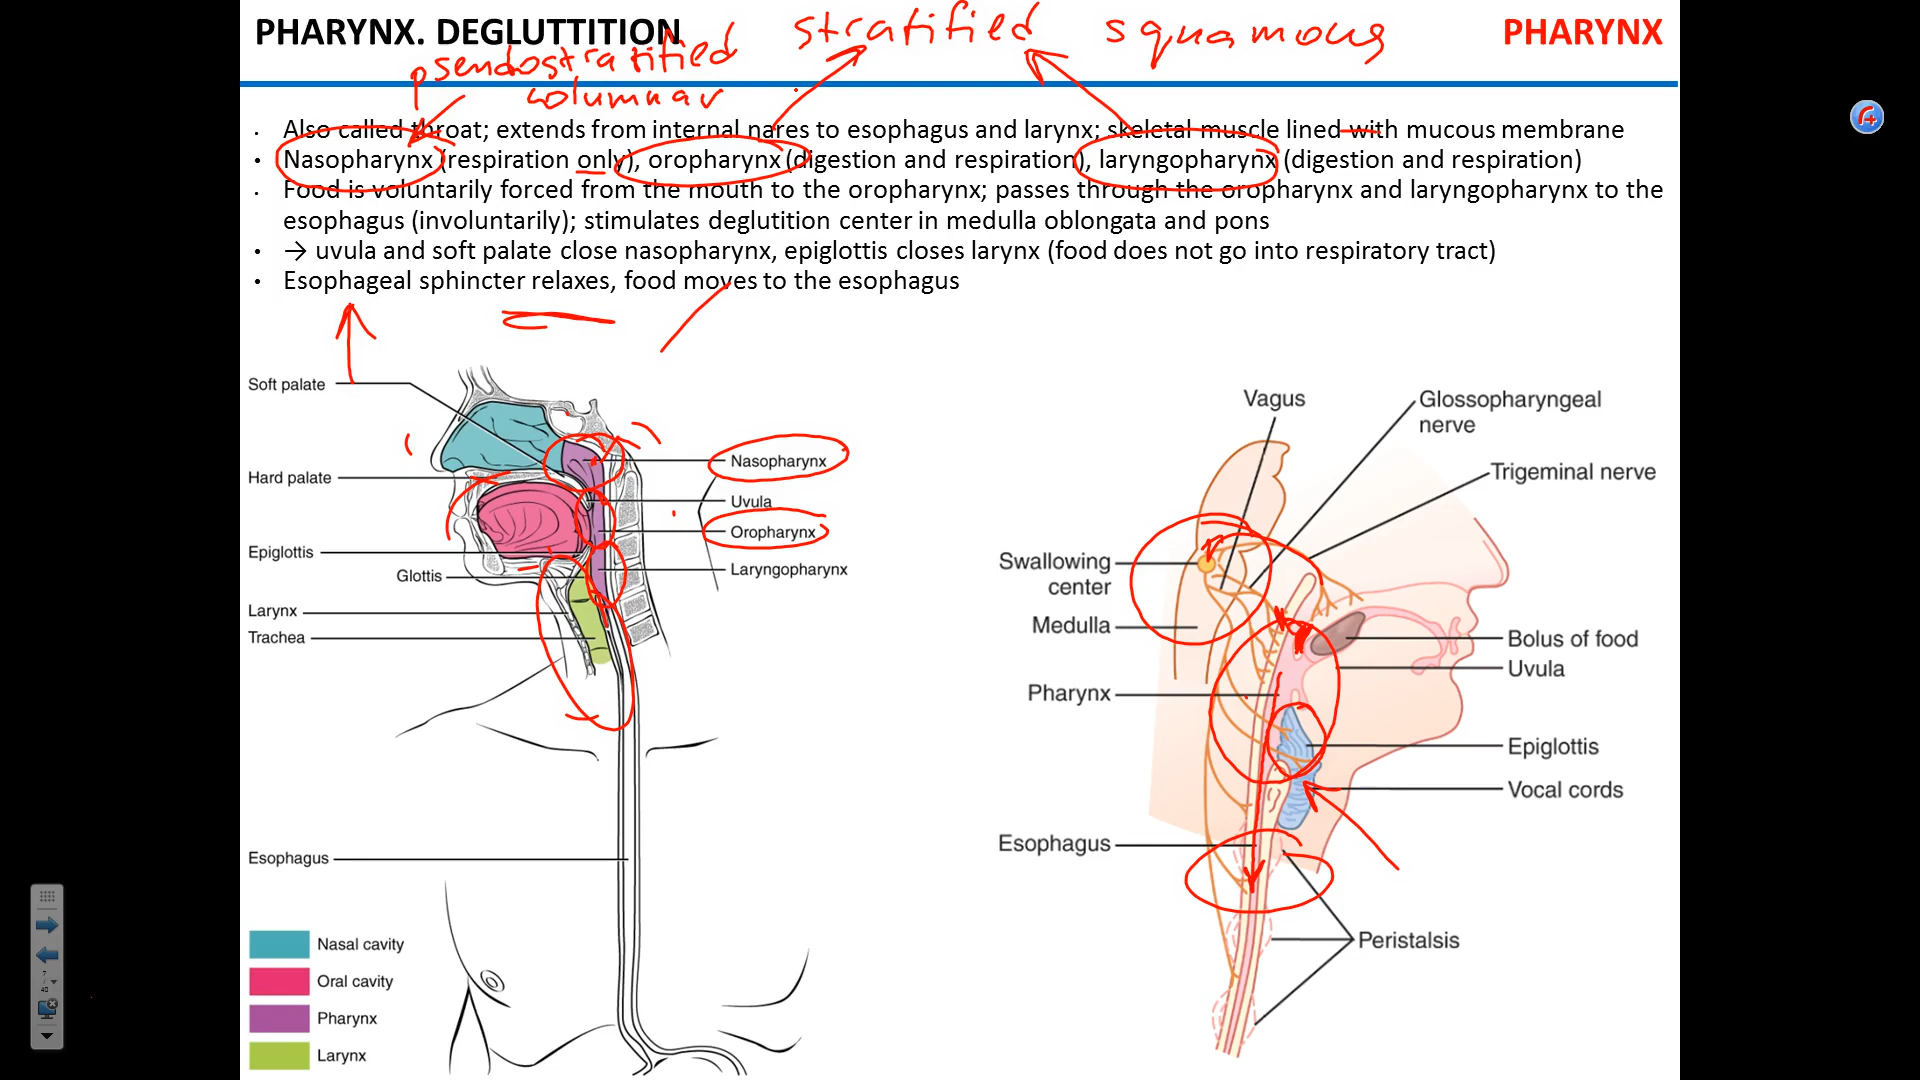 PHARYNX. DEGLUTTITION
stratified squamous
PHARYNX
pseudostratified
columnar
• Also called throat; extends from internal nares to esophagus and larynx; skeletal muscle lined with mucous membrane
• Nasopharynx (respiration only), oropharynx (digestion and respiration), laryngopharynx (digestion and respiration)
• Food is voluntarily forced from the mouth to the oropharynx; passes through the oropharynx and laryngopharynx to the
esophagus (involuntarily); stimulates deglutition center in medulla oblongata and pons
• → uvula and soft palate close nasopharynx, epiglottis closes larynx (food does not go into respiratory tract)
• Esophageal sphincter relaxes, food moves to the esophagus
Soft palate
Hard palate
Epiglottis
Glottis
Larynx
Trachea
Esophagus
Nasopharynx
Uvula
Oropharynx
Laryngopharynx
Nasal cavity
Oral cavity
Pharynx
Larynx
Vagus
Glossopharyngeal
nerve
Trigeminal nerve
Swallowing
center
Medulla
Pharynx
Esophagus
Bolus of food
Uvula
Epiglottis
Vocal cords
Peristalsis